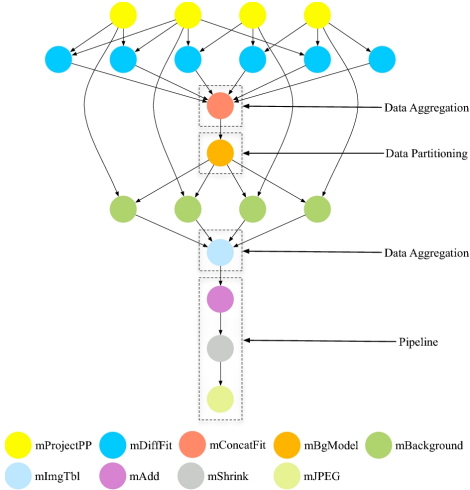 Data Aggregation
Data Partitioning
Data Aggregation
Pipeline
mProjectPP mDiffFit mConcatFit mBgModel mBackground
mImgTbl mAdd mShrink mJPEG